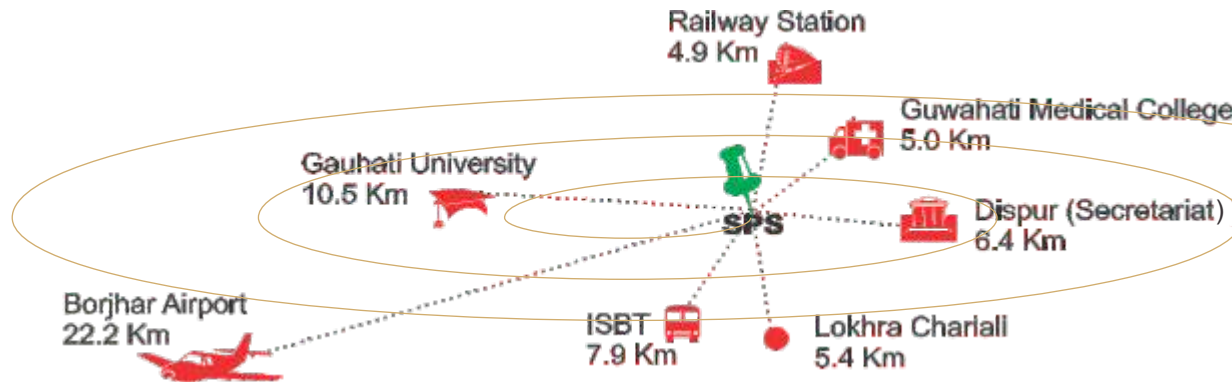 Railway Station
4.9 Km
Guwahati Medical College
5.0 Km
Gauhati University
10.5 Km
SPS
Dispur (Secretariat)
6.4 Km
Borjhar Airport
22.2 Km
ISBT
7.9 Km
Lokhra Chariali
5.4 Km